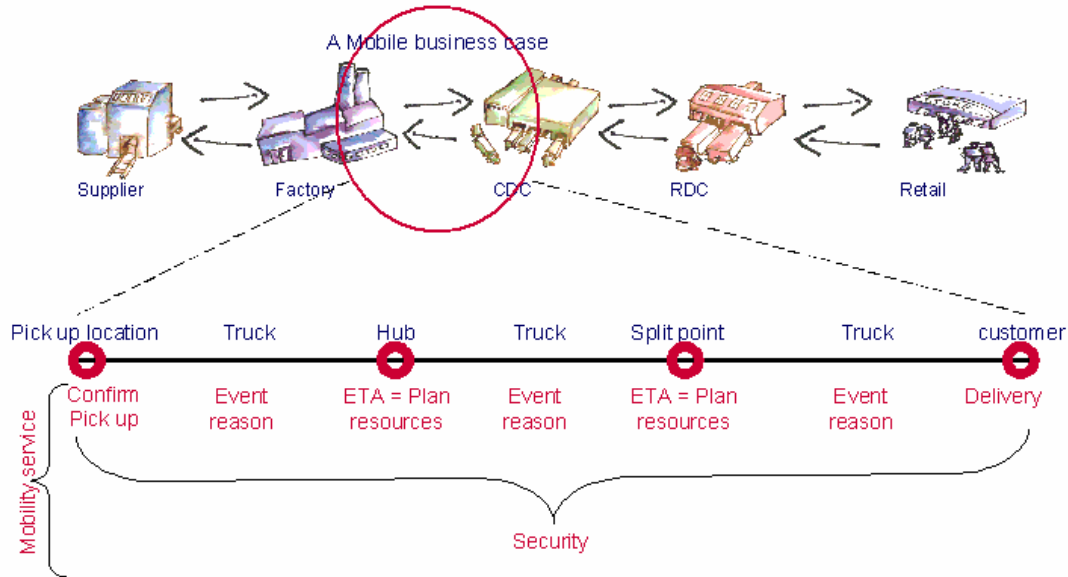 A Mobile business case
Supplier
Factory
CDC
RDC
Retail
Pick up location
Truck
Hub
Truck
Split point
Truck
customer
Confirm
Pick up
Event
reason
ETA = Plan
resources
Event
reason
ETA = Plan
resources
Event
reason
Delivery
Mobility service
Security